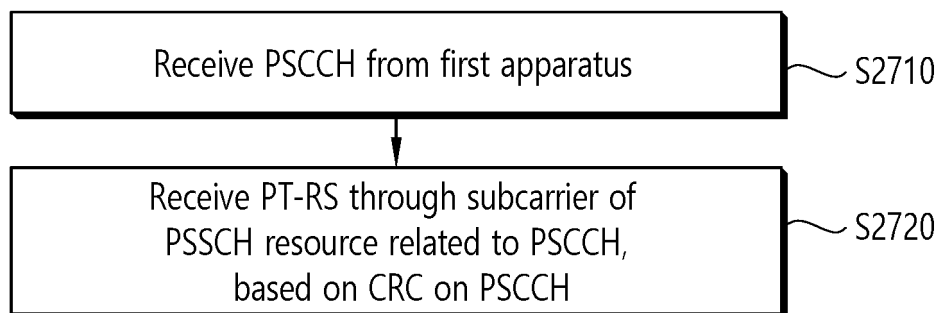 Receive PSCCH from first apparatus
S2710
Receive PT-RS through subcarrier of
PSSCH resource related to PSCCH,
based on CRC on PSCCH
S2720